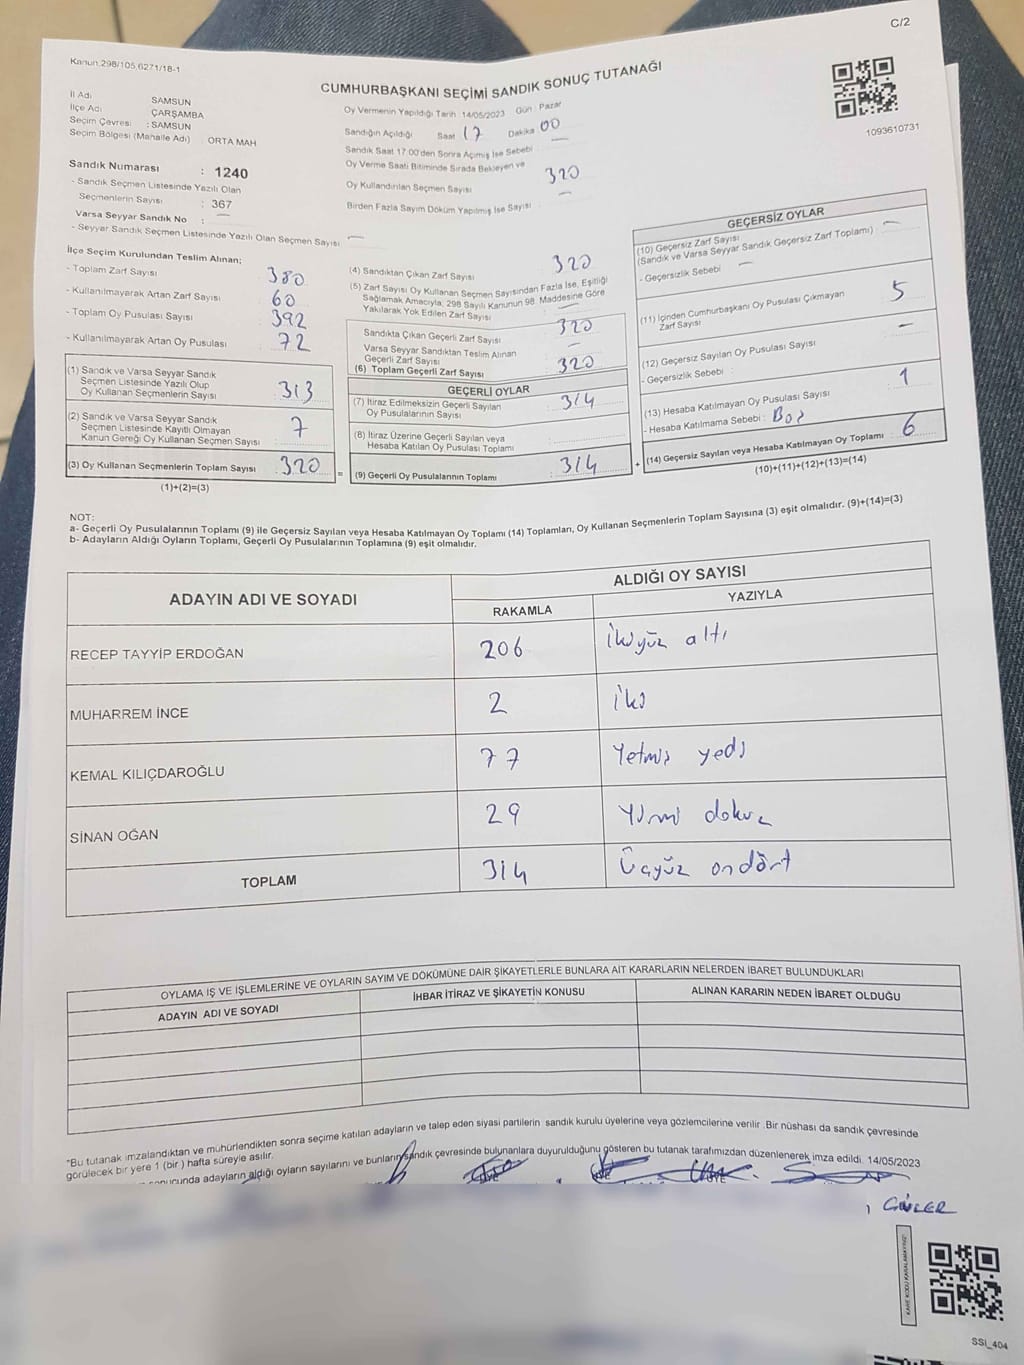 C/2
Kanun:298/105,6271/18-1
CUMHURBAŞKANI SEÇİMİ SANDIK SONUÇ TUTANAĞI
1093610731
İl Adı SAMSUN
İlçe Adı ÇARŞAMBA
Seçim Çevresi : SAMSUN
Seçim Bölgesi (Mahalle Adı) ORTA MAH
Sandık Numarası : 1240
- Sandık Seçmen Listesinde Yazılı Olan
Seçmenlerin Sayısı : 367
Varsa Seyyar Sandık No : —
- Seyyar Sandık Seçmen Listesinde Yazılı Olan Seçmen Sayısı —
Oy Vermenin Yapıldığı Tarih :14/05/2023 Gün : Pazar
Sandığın Açıldığı Saat 17 Dakika 00
Sandık Saat 17:00'den Sonra Açılmış İse Sebebi : —
Oy Verme Saati Bitiminde Sırada Bekleyen ve
Oy Kullandırılan Seçmen Sayısı 320
Birden Fazla Sayım Döküm Yapılmış İse Sayısı —
İlçe Seçim Kurulundan Teslim Alınan;
- Toplam Zarf Sayısı 380
- Kullanılmayarak Artan Zarf Sayısı 60
- Toplam Oy Pusulası Sayısı 392
- Kullanılmayarak Artan Oy Pusulası 72
(1) Sandık ve Varsa Seyyar Sandık
Seçmen Listesinde Yazılı Olup
Oy Kullanan Seçmenlerin Sayısı 313
(2) Sandık ve Varsa Seyyar Sandık
Seçmen Listesinde Kayıtlı Olmayan
Kanun Gereği Oy Kullanan Seçmen Sayısı 7
(3) Oy Kullanan Seçmenlerin Toplam Sayısı 320
(1)+(2)=(3)
=
(4) Sandıktan Çıkan Zarf Sayısı 320
(5) Zarf Sayısı Oy Kullanan Seçmen Sayısından Fazla İse, Eşitliği
Sağlamak Amacıyla, 298 Sayılı Kanunun 98. Maddesine Göre
Yakılarak Yok Edilen Zarf Sayısı —
Sandıkta Çıkan Geçerli Zarf Sayısı 320
Varsa Seyyar Sandıktan Teslim Alınan
Geçerli Zarf Sayısı —
(6) Toplam Geçerli Zarf Sayısı 320
GEÇERLİ OYLAR
(7) İtiraz Edilmeksizin Geçerli Sayılan
Oy Pusulalarının Sayısı 314
(8) İtiraz Üzerine Geçerli Sayılan veya
Hesaba Katılan Oy Pusulası Toplamı
(9) Geçerli Oy Pusulalarının Toplamı 314
+
GEÇERSİZ OYLAR
(10) Geçersiz Zarf Sayısı
(Sandık ve Varsa Seyyar Sandık Geçersiz Zarf Toplamı) —
- Geçersizlik Sebebi —
(11) İçinden Cumhurbaşkanı Oy Pusulası Çıkmayan
Zarf Sayısı 5
(12) Geçersiz Sayılan Oy Pusulası Sayısı —
- Geçersizlik Sebebi :
(13) Hesaba Katılmayan Oy Pusulası Sayısı 1
- Hesaba Katılmama Sebebi : Boş
(14) Geçersiz Sayılan veya Hesaba Katılmayan Oy Toplamı 6
(10)+(11)+(12)+(13)=(14)
NOT:
a- Geçerli Oy Pusulalarının Toplamı (9) ile Geçersiz Sayılan veya Hesaba Katılmayan Oy Toplamı (14) Toplamları, Oy Kullanan Seçmenlerin Toplam Sayısına (3) eşit olmalıdır. (9)+(14)=(3)
b- Adayların Aldığı Oyların Toplamı, Geçerli Oy Pusulalarının Toplamına (9) eşit olmalıdır.
ADAYIN ADI VE SOYADI ALDIĞI OY SAYISI
RAKAMLA YAZIYLA
RECEP TAYYİP ERDOĞAN 206 İkiyüz altı
MUHARREM İNCE 2 İki
KEMAL KILIÇDAROĞLU 77 Yetmiş yedi
SİNAN OĞAN 29 Yirmi dokuz
TOPLAM 314 Üçyüz ondört
OYLAMA İŞ VE İŞLEMLERİNE VE OYLARIN SAYIM VE DÖKÜMÜNE DAİR ŞİKAYETLERLE BUNLARA AİT KARARLARIN NELERDEN İBARET BULUNDUKLARI
ADAYIN ADI VE SOYADI İHBAR İTİRAZ VE ŞİKAYETİN KONUSU ALINAN KARARIN NEDEN İBARET OLDUĞU
"Bu tutanak imzalandıktan ve mühürlendikten sonra seçime katılan adayların ve talep eden siyasi partilerin sandık kurulu üyelerine veya gözlemcilerine verilir .Bir nüshası da sandık çevresinde
görülecek bir yere 1 (bir ) hafta süreyle asılır.
sonucunda adayların aldığı oyların sayılarını ve bunların sandık çevresinde bulunanlara duyurulduğunu gösteren bu tutanak tarafımızdan düzenlenerek imza edildi. 14/05/2023
GÜLER
KARE KODU KARALAMAYINIZ!
SSİ_404